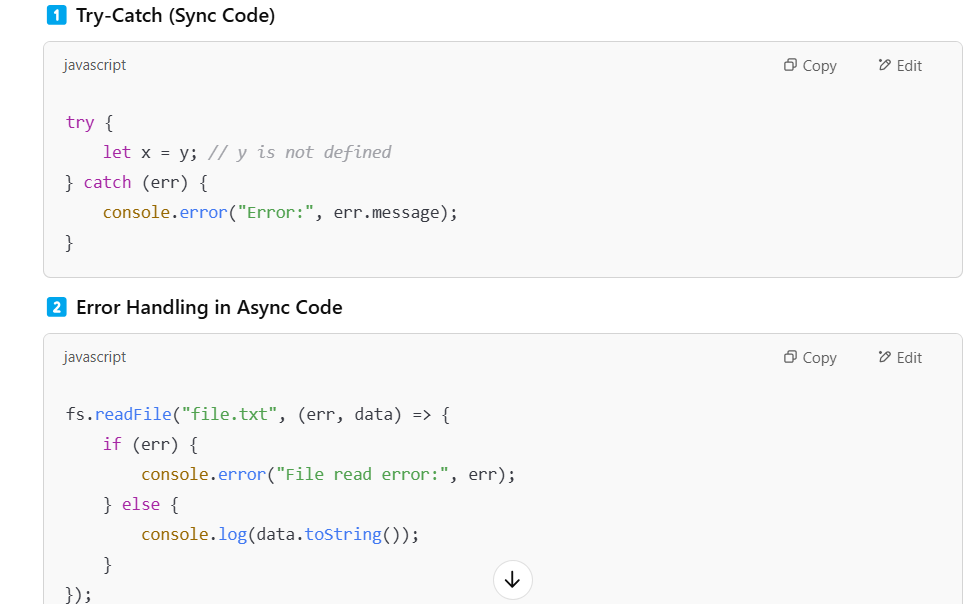 1 Try-Catch (Sync Code)
javascript
Copy
Edit
try {
    let x = y; // y is not defined
} catch (err) {
    console.error("Error:", err.message);
}
2 Error Handling in Async Code
javascript
Copy
Edit
fs.readFile("file.txt", (err, data) => {
    if (err) {
        console.error("File read error:", err);
    } else {
        console.log(data.toString());
    }
});